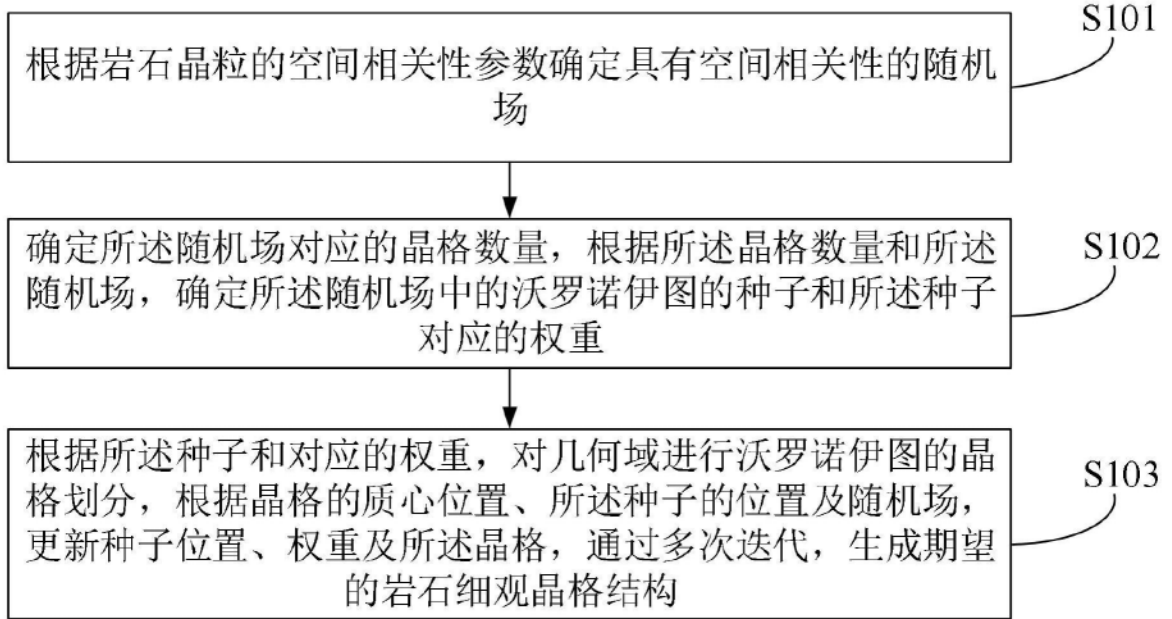 S101
根据岩石晶粒的空间相关性参数确定具有空间相关性的随机
场
S102
确定所述随机场对应的晶格数量，根据所述晶格数量和所述
随机场，确定所述随机场中的沃罗诺伊图的种子和所述种子
对应的权重
S103
根据所述种子和对应的权重，对几何域进行沃罗诺伊图的晶
格划分，根据晶格的质心位置、所述种子的位置及随机场，
更新种子位置、权重及所述晶格，通过多次迭代，生成期望
的岩石细观晶格结构